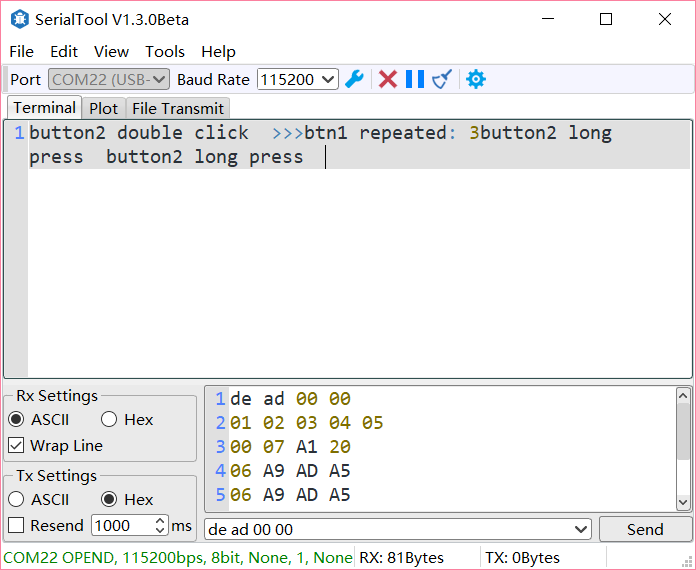 SerialTool V1.3.0Beta
File Edit View Tools Help
Port COM22 (USB- Baud Rate 115200
Terminal Plot File Transmit
1 button2 double click  >>>btn1 repeated: 3button2 long
press  button2 long press
Rx Settings
ASCII Hex
Wrap Line
Tx Settings
ASCII Hex
Resend 1000 ms
1 de ad 00 00
2 01 02 03 04 05
3 00 07 A1 20
4 06 A9 AD A5
5 06 A9 AD A5
de ad 00 00 Send
COM22 OPEND, 115200bps, 8bit, None, 1, None RX: 81Bytes TX: 0Bytes